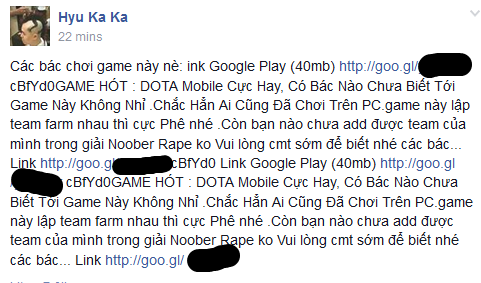 Hyu Ka Ka
22 mins
Các bác chơi game này nè: ink Google Play (40mb) http://goo.gl/
cBfYd0GAME HÓT : DOTA Mobile Cực Hay, Có Bác Nào Chưa Biết Tới
Game Này Không Nhỉ .Chắc Hẳn Ai Cũng Đã Chơi Trên PC.game này lập
team farm nhau thì cực Phê nhé .Còn bạn nào chưa add được team của
mình trong giải Noober Rape ko Vui lòng cmt sớm để biết nhé các bác...
Link http://goo.gl/ cBfYd0 Link Google Play (40mb) http://goo.gl
/ cBfYd0GAME HÓT : DOTA Mobile Cực Hay, Có Bác Nào Chưa
Biết Tới Game Này Không Nhỉ .Chắc Hẳn Ai Cũng Đã Chơi Trên PC.game
này lập team farm nhau thì cực Phê nhé .Còn bạn nào chưa add được
team của mình trong giải Noober Rape ko Vui lòng cmt sớm để biết nhé
các bác... Link http://goo.gl/